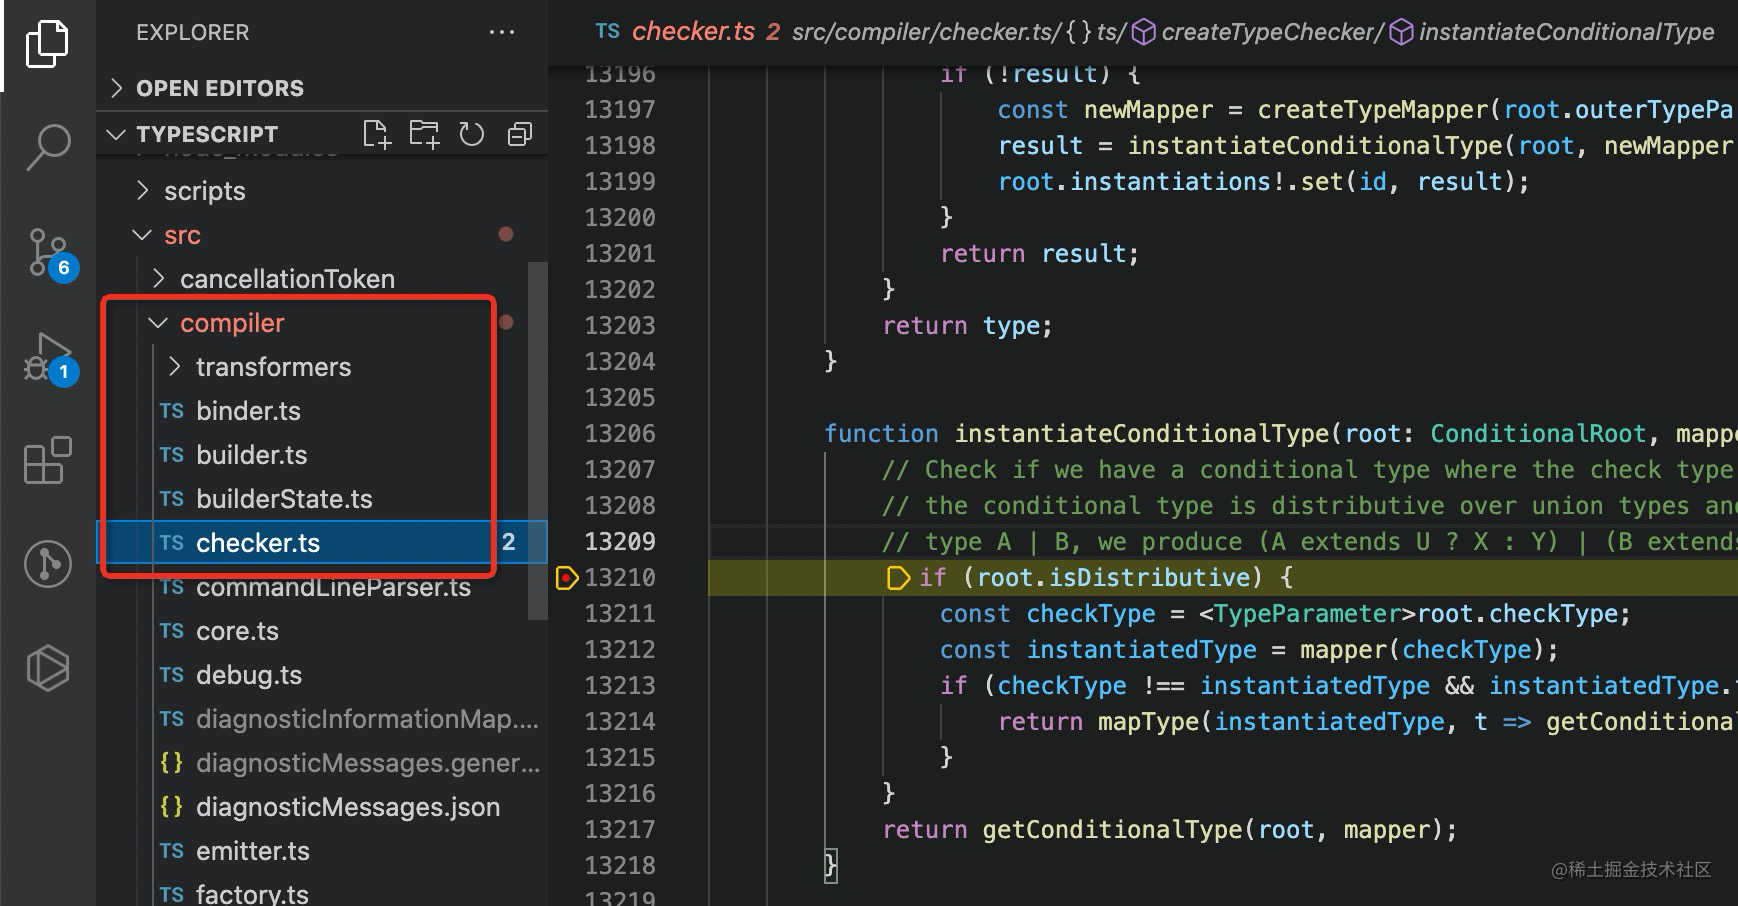 EXPLORER
OPEN EDITORS
TYPESCRIPT
node_modules
scripts
src
cancellationToken
compiler
transformers
TS binder.ts
TS builder.ts
TS builderState.ts
TS checker.ts 2
TS commandLineParser.ts
TS core.ts
TS debug.ts
TS diagnosticInformationMap....
{} diagnosticMessages.gener...
{} diagnosticMessages.json
TS emitter.ts
TS factory.ts
6
1
TS checker.ts 2 src/compiler/checker.ts/{} ts/ createTypeChecker/ instantiateConditionalType
13196 if (!result) {
13197 const newMapper = createTypeMapper(root.outerTypePa
13198 result = instantiateConditionalType(root, newMapper
13199 root.instantiations!.set(id, result);
13200 }
13201 return result;
13202 }
13203 return type;
13204 }
13205
13206 function instantiateConditionalType(root: ConditionalRoot, mappe
13207 // Check if we have a conditional type where the check type
13208 // the conditional type is distributive over union types an
13209 // type A | B, we produce (A extends U ? X : Y) | (B extends
13210 if (root.isDistributive) {
13211 const checkType = <TypeParameter>root.checkType;
13212 const instantiatedType = mapper(checkType);
13213 if (checkType !== instantiatedType && instantiatedType.
13214 return mapType(instantiatedType, t => getConditiona
13215 }
13216 }
13217 return getConditionalType(root, mapper);
13218 }
13219
@稀土掘金技术社区